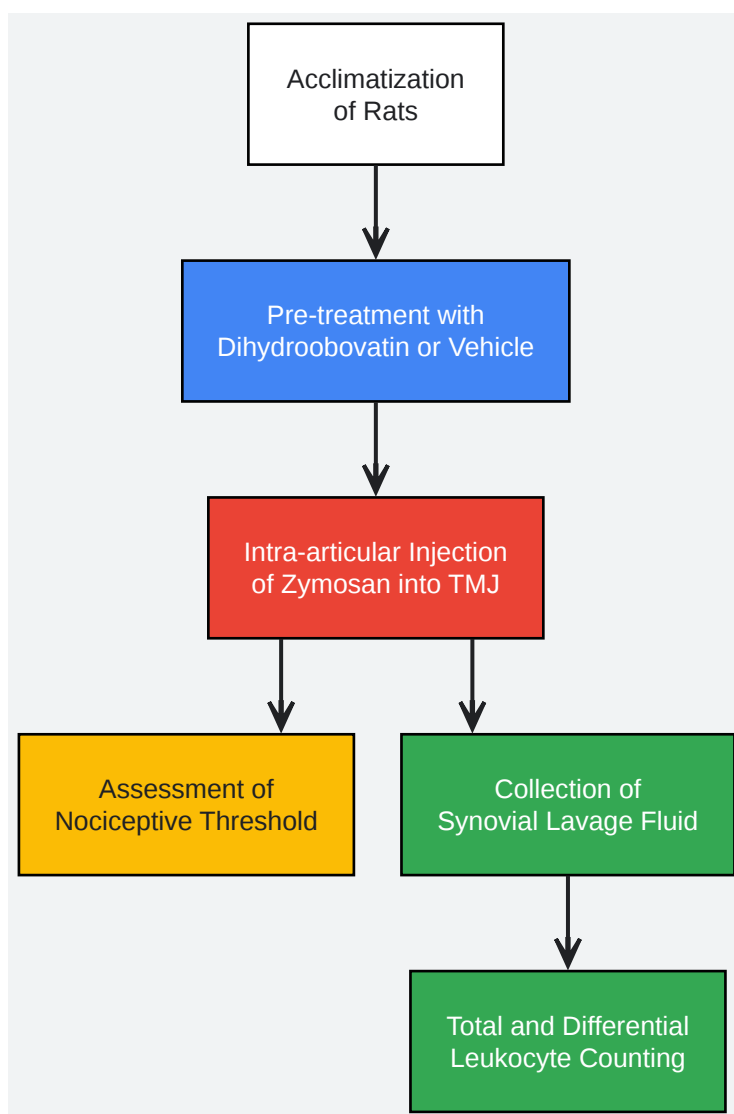 Acclimatization
of Rats
Pre-treatment with
Dihydroobovatin or Vehicle
Intra-articular Injection
of Zymosan into TMJ
Assessment of
Nociceptive Threshold
Collection of
Synovial Lavage Fluid
Total and Differential
Leukocyte Counting